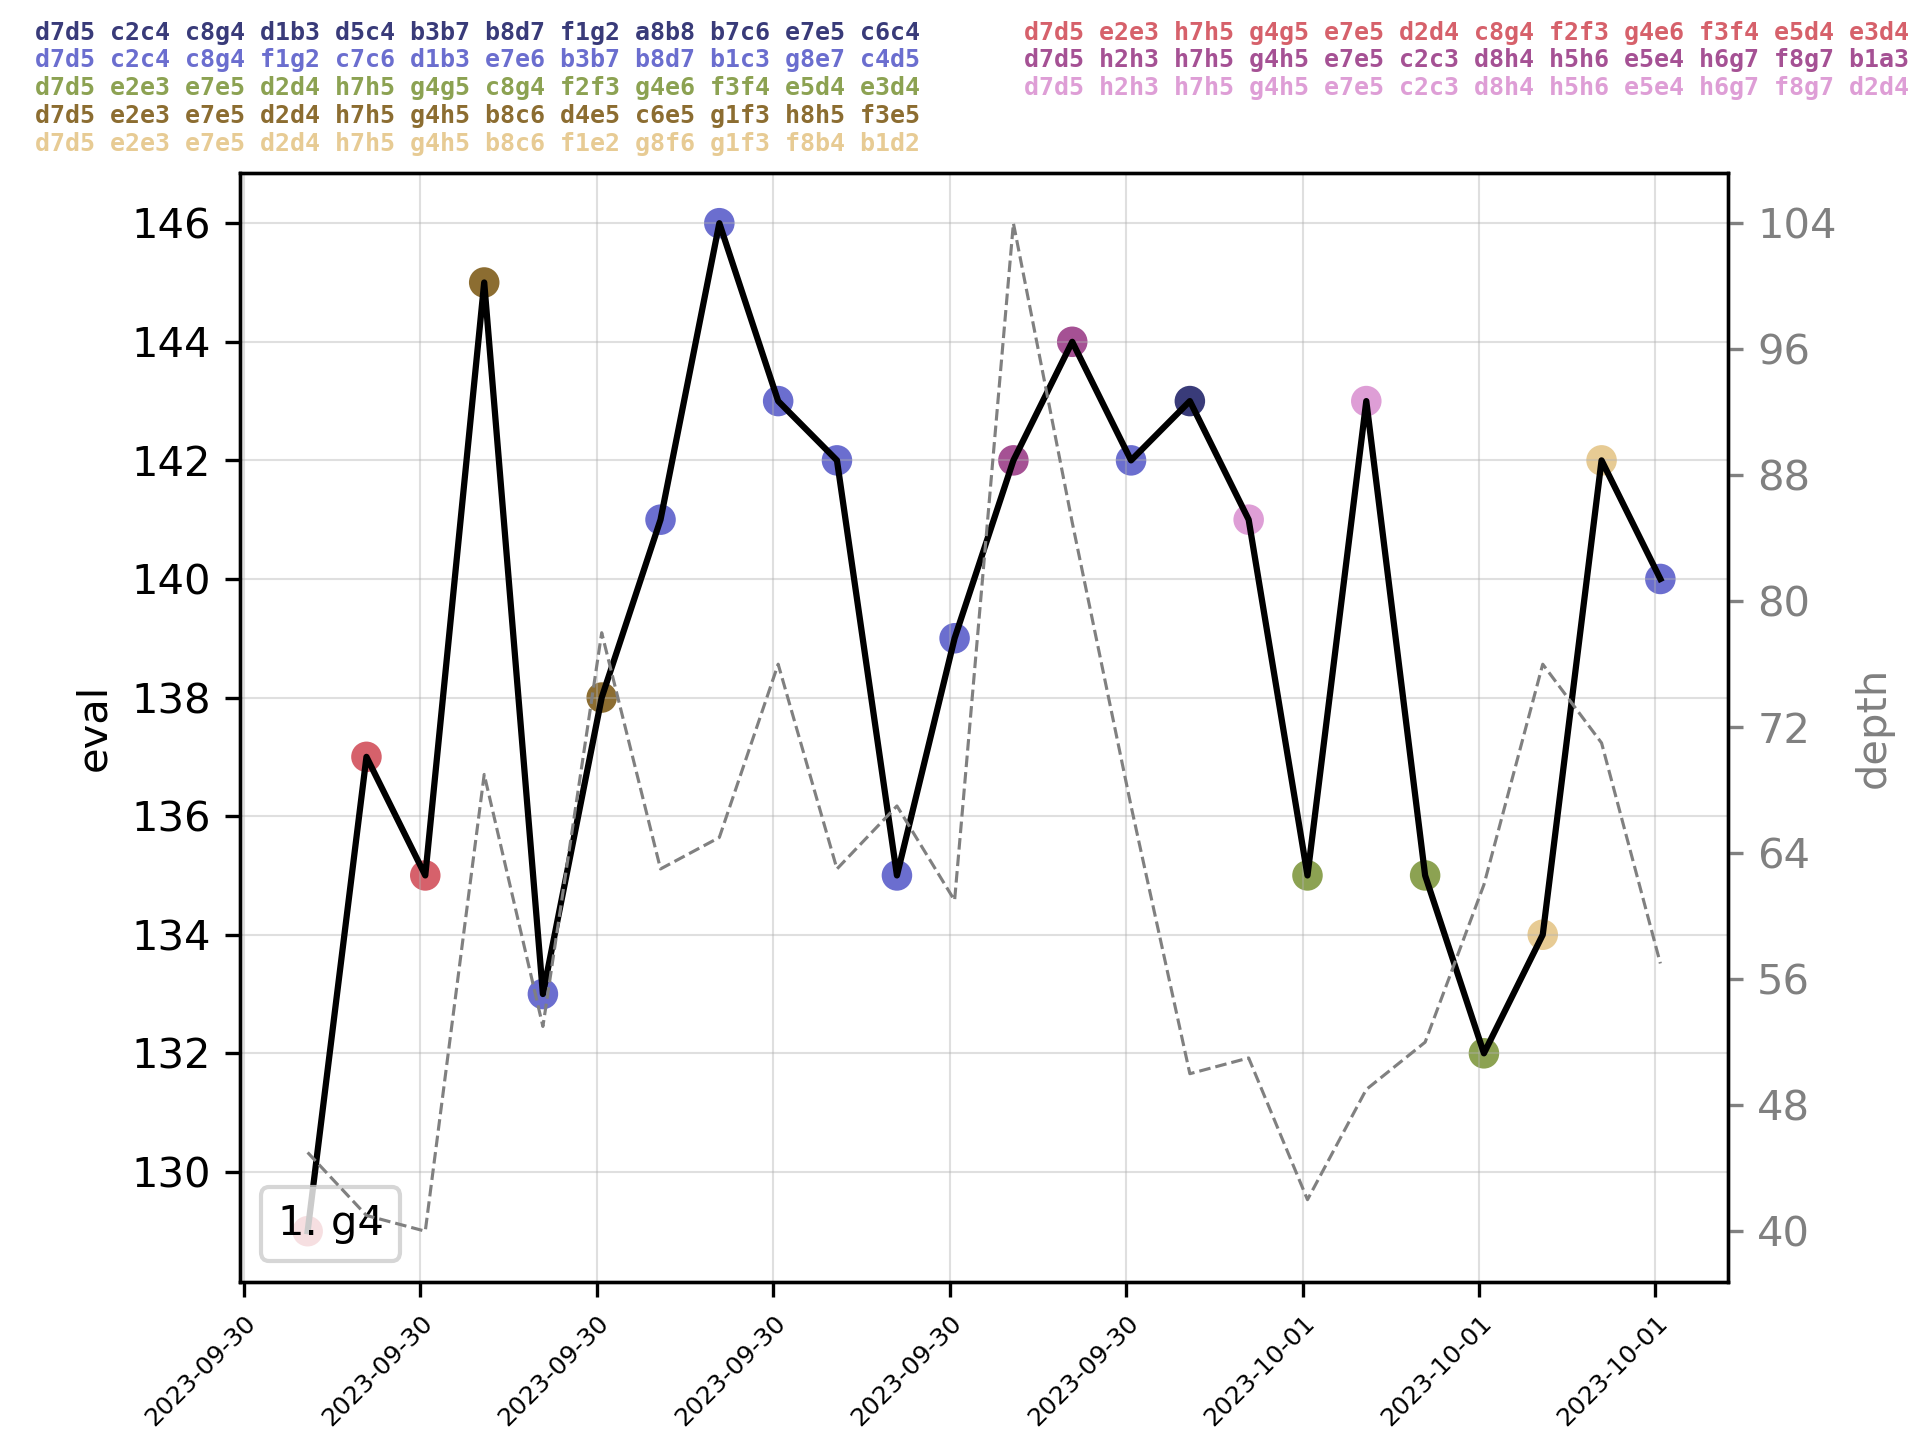 d7d5 c2c4 c8g4 d1b3 d5c4 b3b7 b8d7 f1g2 a8b8 b7c6 e7e5 c6c4
d7d5 c2c4 c8g4 f1g2 c7c6 d1b3 e7e6 b3b7 b8d7 b1c3 g8e7 c4d5
d7d5 e2e3 e7e5 d2d4 h7h5 g4g5 c8g4 f2f3 g4e6 f3f4 e5d4 e3d4
d7d5 e2e3 e7e5 d2d4 h7h5 g4h5 b8c6 d4e5 c6e5 g1f3 h8h5 f3e5
d7d5 e2e3 e7e5 d2d4 h7h5 g4h5 b8c6 f1e2 g8f6 g1f3 f8b4 b1d2
d7d5 e2e3 h7h5 g4g5 e7e5 d2d4 c8g4 f2f3 g4e6 f3f4 e5d4 e3d4
d7d5 h2h3 h7h5 g4h5 e7e5 c2c3 d8h4 h5h6 e5e4 h6g7 f8g7 b1a3
d7d5 h2h3 h7h5 g4h5 e7e5 c2c3 d8h4 h5h6 e5e4 h6g7 f8g7 d2d4
146
144
142
140
138
136
134
132
130
eval
104
96
88
80
72
64
56
48
40
depth
1. g4
2023-09-30
2023-09-30
2023-09-30
2023-09-30
2023-09-30
2023-09-30
2023-10-01
2023-10-01
2023-10-01